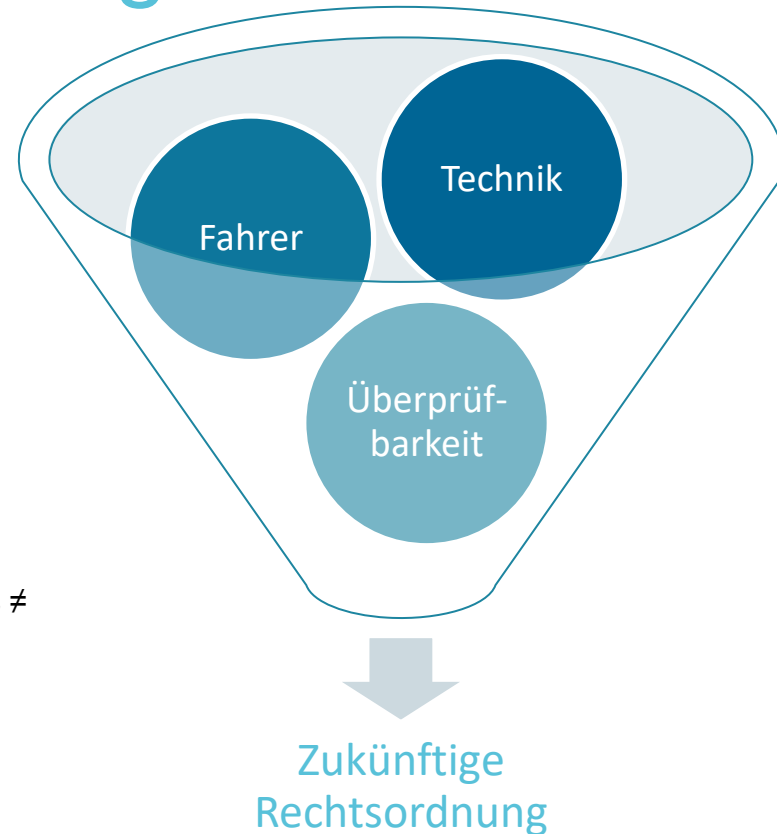 Technik
Fahrer
Überprüf-
barkeit
≠
Zukünftige
Rechtsordnung